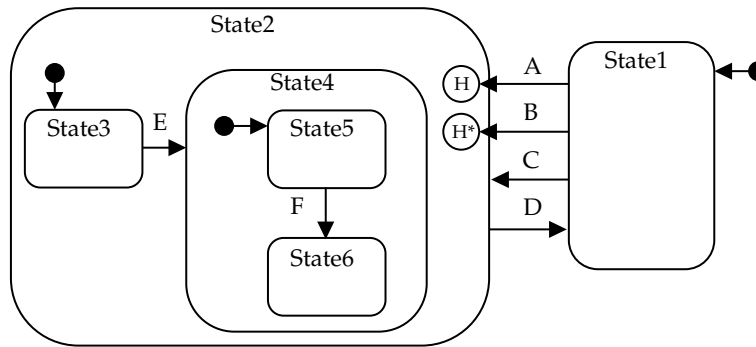 State2
State3
E
State4
State5
F
State6
H
H*
A
B
C
D
State1